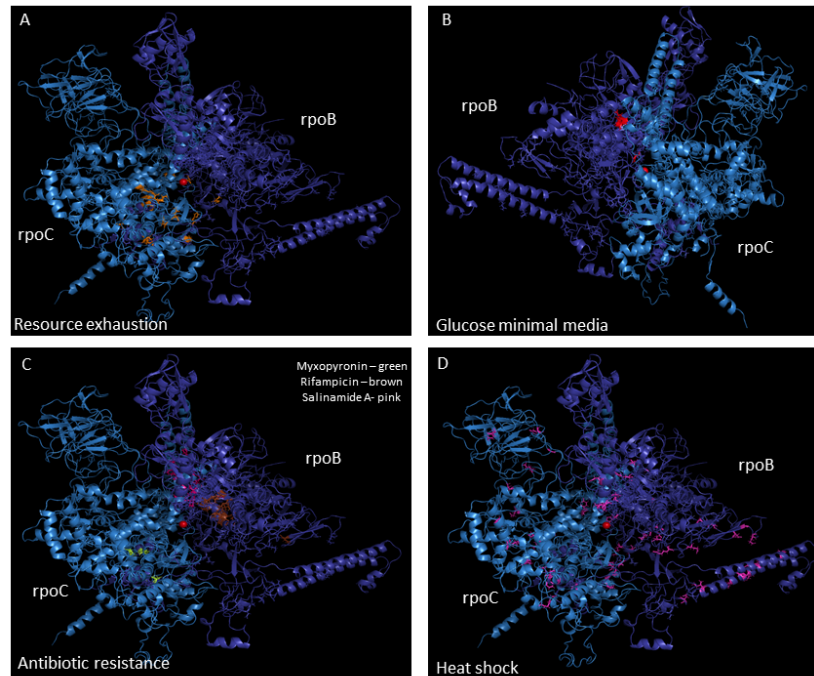 A
rpoB
rpoC
Resource exhaustion
B
rpoB
rpoC
Glucose minimal media
C
Myxopyronin – green
Rifampicin – brown
Salinamide A- pink
rpoB
rpoC
Antibiotic resistance
D
rpoB
rpoC
Heat shock